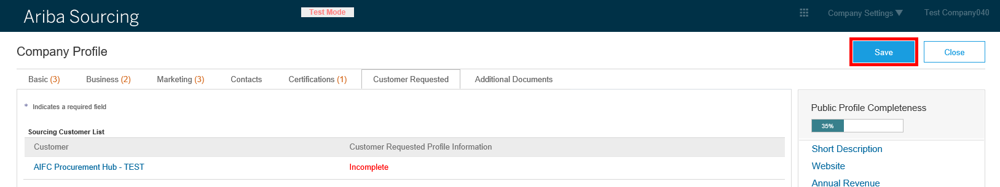 Ariba Sourcing
Test Mode
Company Settings
Test Company040
Company Profile
Save
Close
Basic (3)
Business (2)
Marketing (3)
Contacts
Certifications (1)
Customer Requested
Additional Documents
* Indicates a required field
Sourcing Customer List
Customer
Customer Requested Profile Information
AIFC Procurement Hub - TEST
Incomplete
Public Profile Completeness
35%
Short Description
Website
Annual Revenue